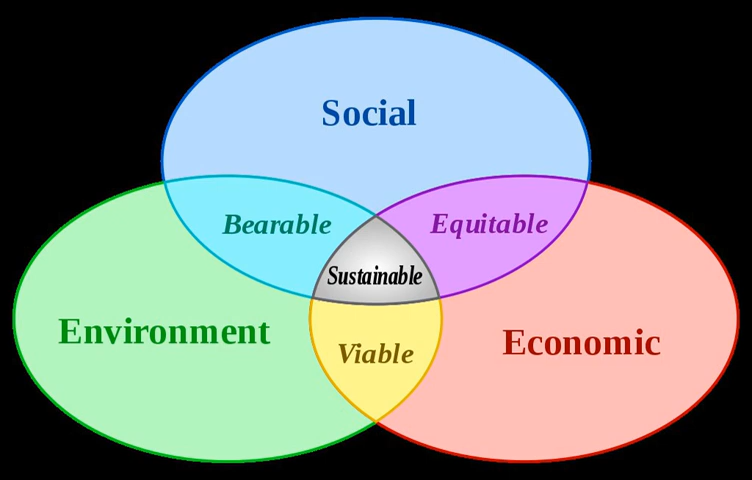 Social
Bearable
Equitable
Sustainable
Environment
Economic
Viable